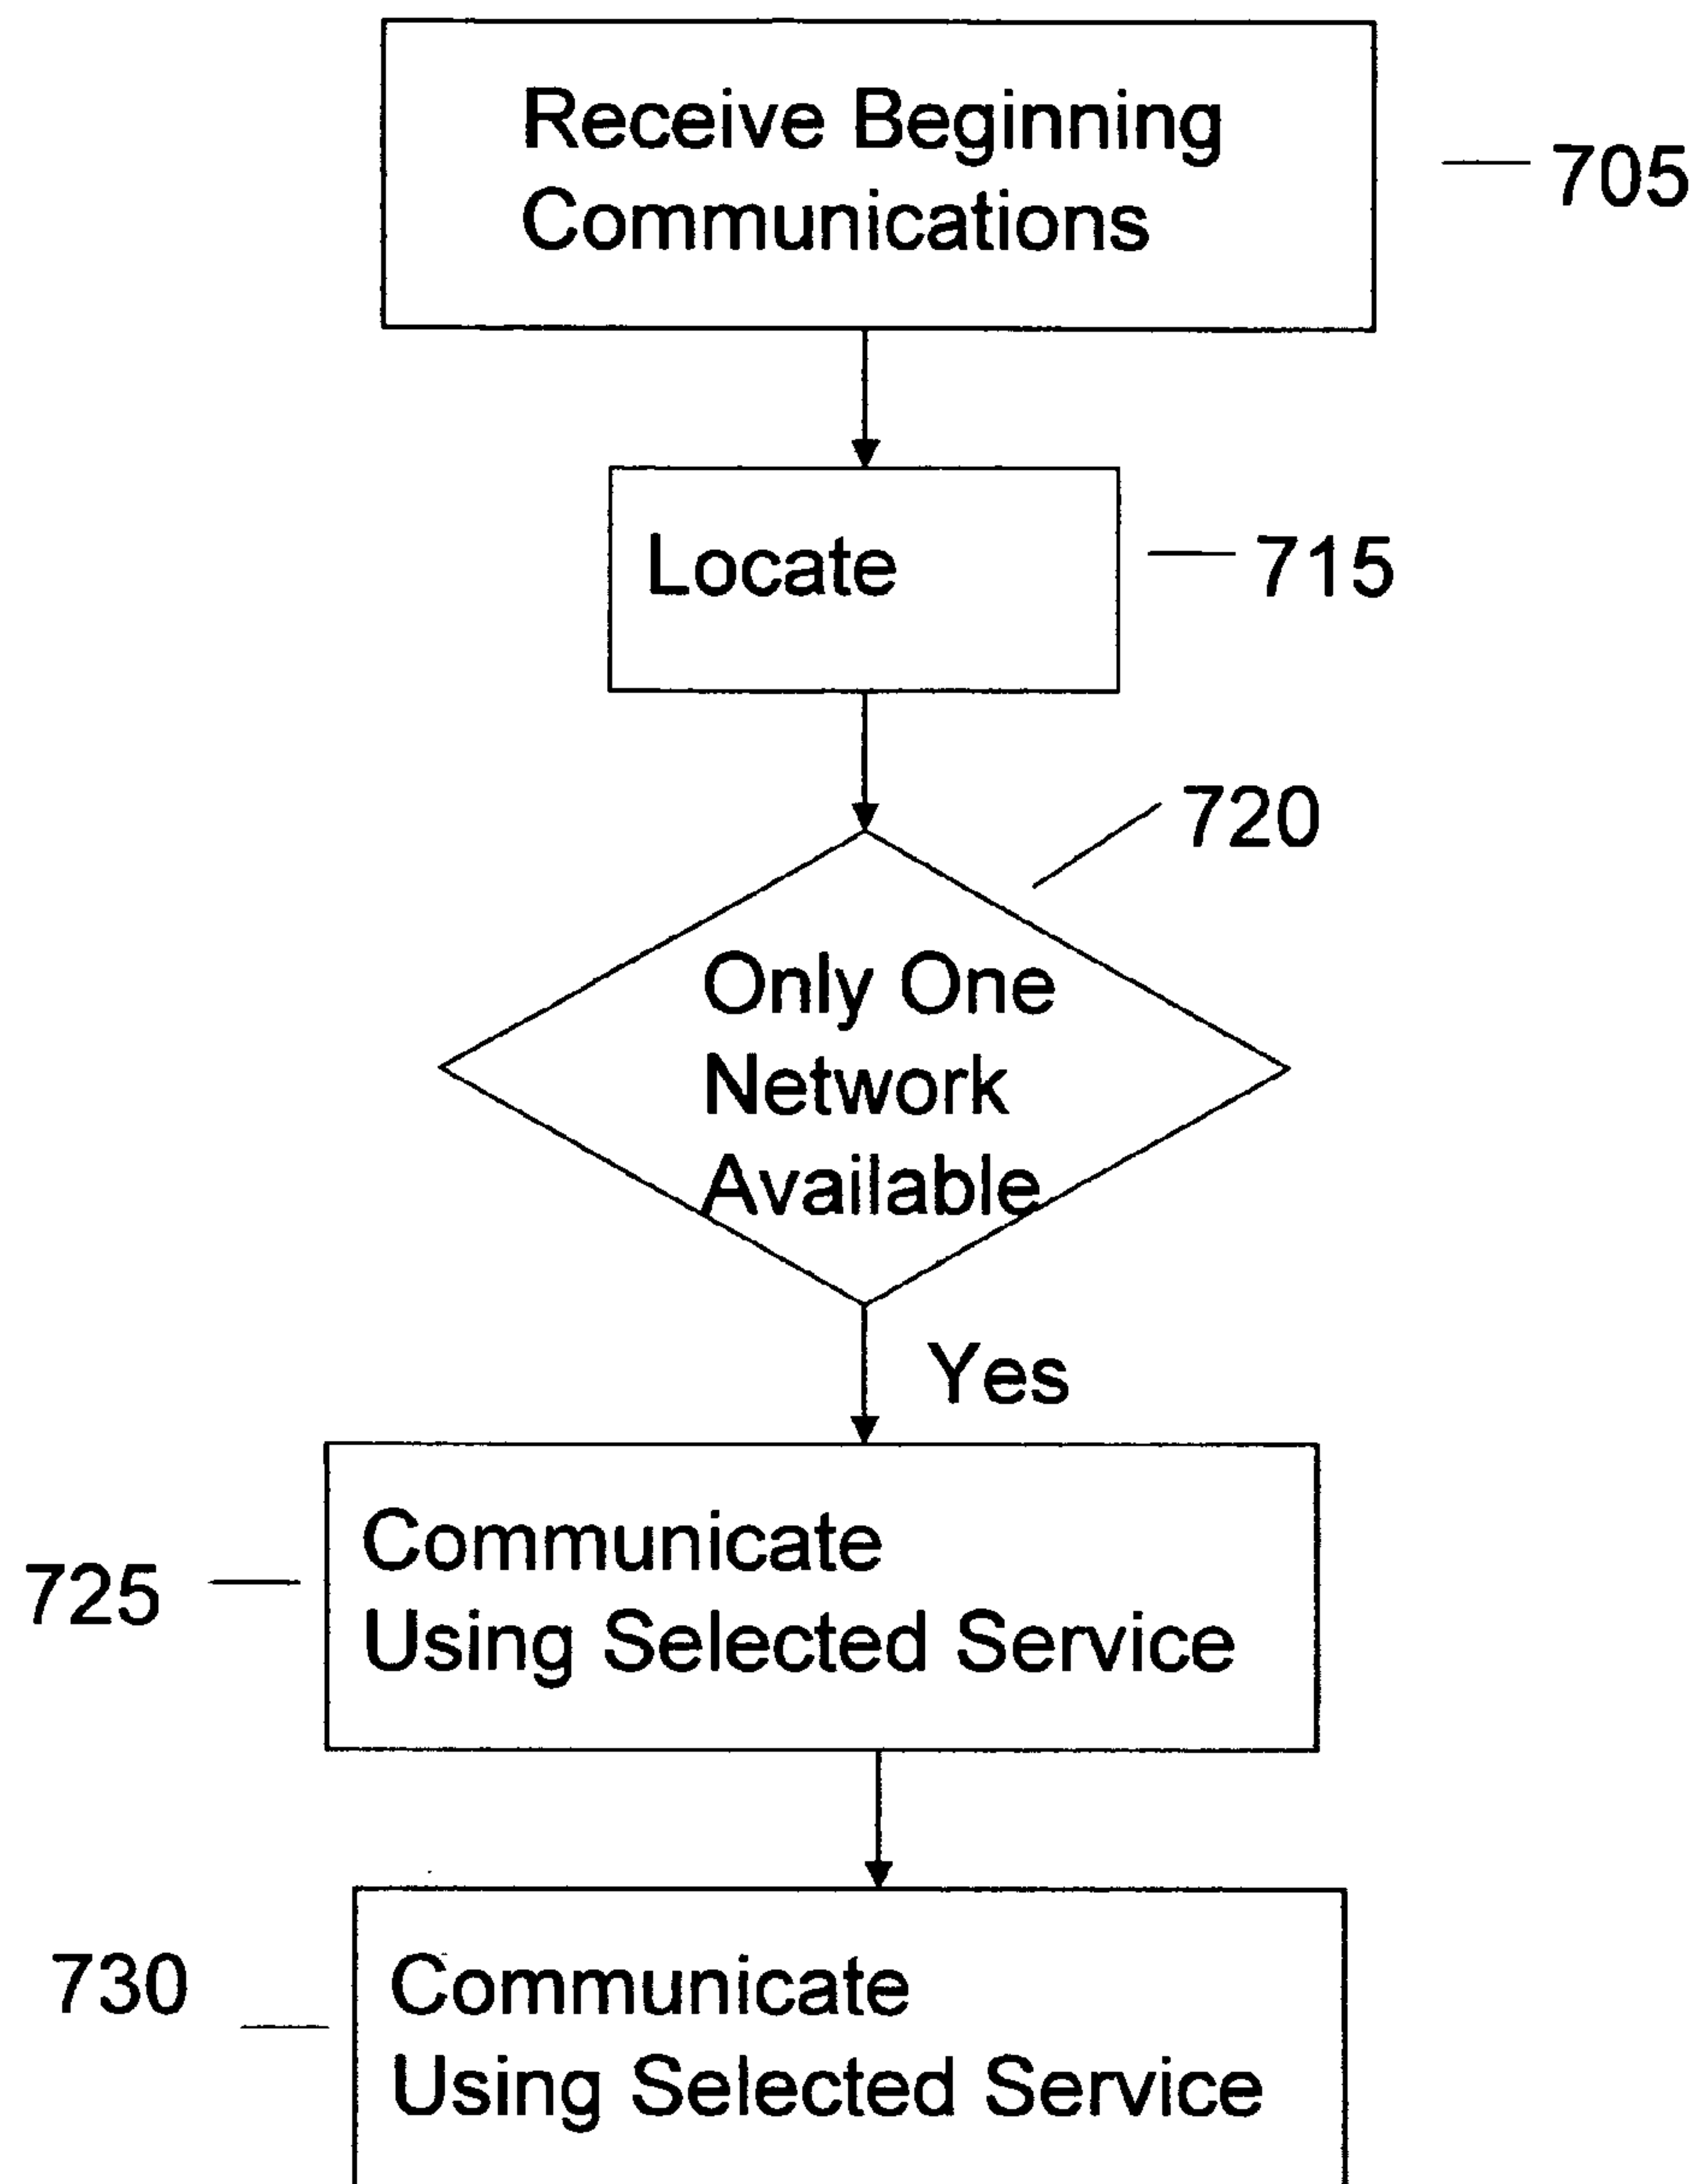 Receive Beginning
Communications
705
Locate
715
720
Only One
Network
Available
Yes
Communicate
Using Selected Service
725
730
Communicate
Using Selected Service